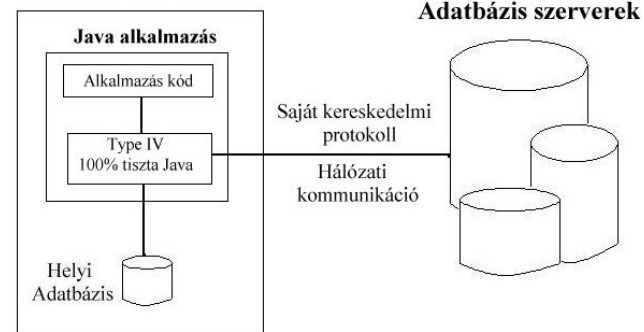 Adatbázis szerverek
Java alkalmazás
Alkalmazás kód
Type IV
100% tiszta Java
Saját kereskedelmi
protokoll
Hálózati
kommunikáció
Helyi
Adatbázis